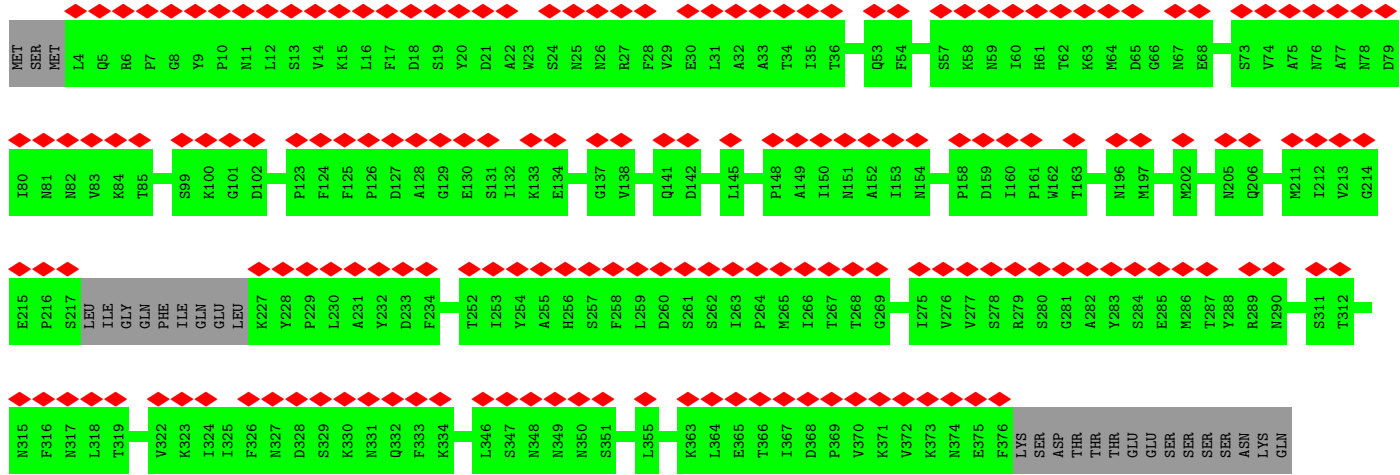 MET SER MET L4 Q5 R6 P7 G8 Y9 P10 N11 L12 S13 V14 K15 L16 F17 D18 S19 Y20 D21 A22 W23 S24 N25 N26 R27 F28 V29 E30 L31 A32 A33 T34 I35 T36 Q53 F54 S57 K58 N59 I60 H61 T62 K63 M64 D65 G66 N67 E68 S73 V74 A75 N76 A77 N78 D79
I80 N81 N82 V83 K84 T85 S99 K100 G101 D102 P123 F124 F125 P126 D127 A128 G129 E130 S131 I132 K133 E134 G137 V138 Q141 D142 L145 P148 A149 I150 N151 A152 I153 N154 P158 D159 I160 P161 W162 T163 N196 M197 M202 N205 Q206 M211 I212 V213 G214
E215 P216 S217 LEU ILE GLY GLN PHE ILE GLN GLU LEU K227 Y228 P229 L230 A231 Y232 D233 F234 T252 I253 Y254 A255 H256 S257 F258 L259 D260 S261 S262 I263 P264 M265 I266 T267 T268 G269 I275 V276 V277 S278 R279 S280 G281 A282 Y283 S284 E285 M286 T287 Y288 R289 N290 S311 T312
N315 F316 N317 L318 T319 V322 K323 I324 I325 F326 N327 D328 S329 K330 N331 Q332 F333 K334 L346 S347 N348 N349 N350 S351 L355 K363 L364 E365 T366 I367 D368 P369 V370 K371 V372 K373 N374 E375 F376 LYS SER ASP THR THR THR GLU GLU SER SER SER SER ASN LYS GLN